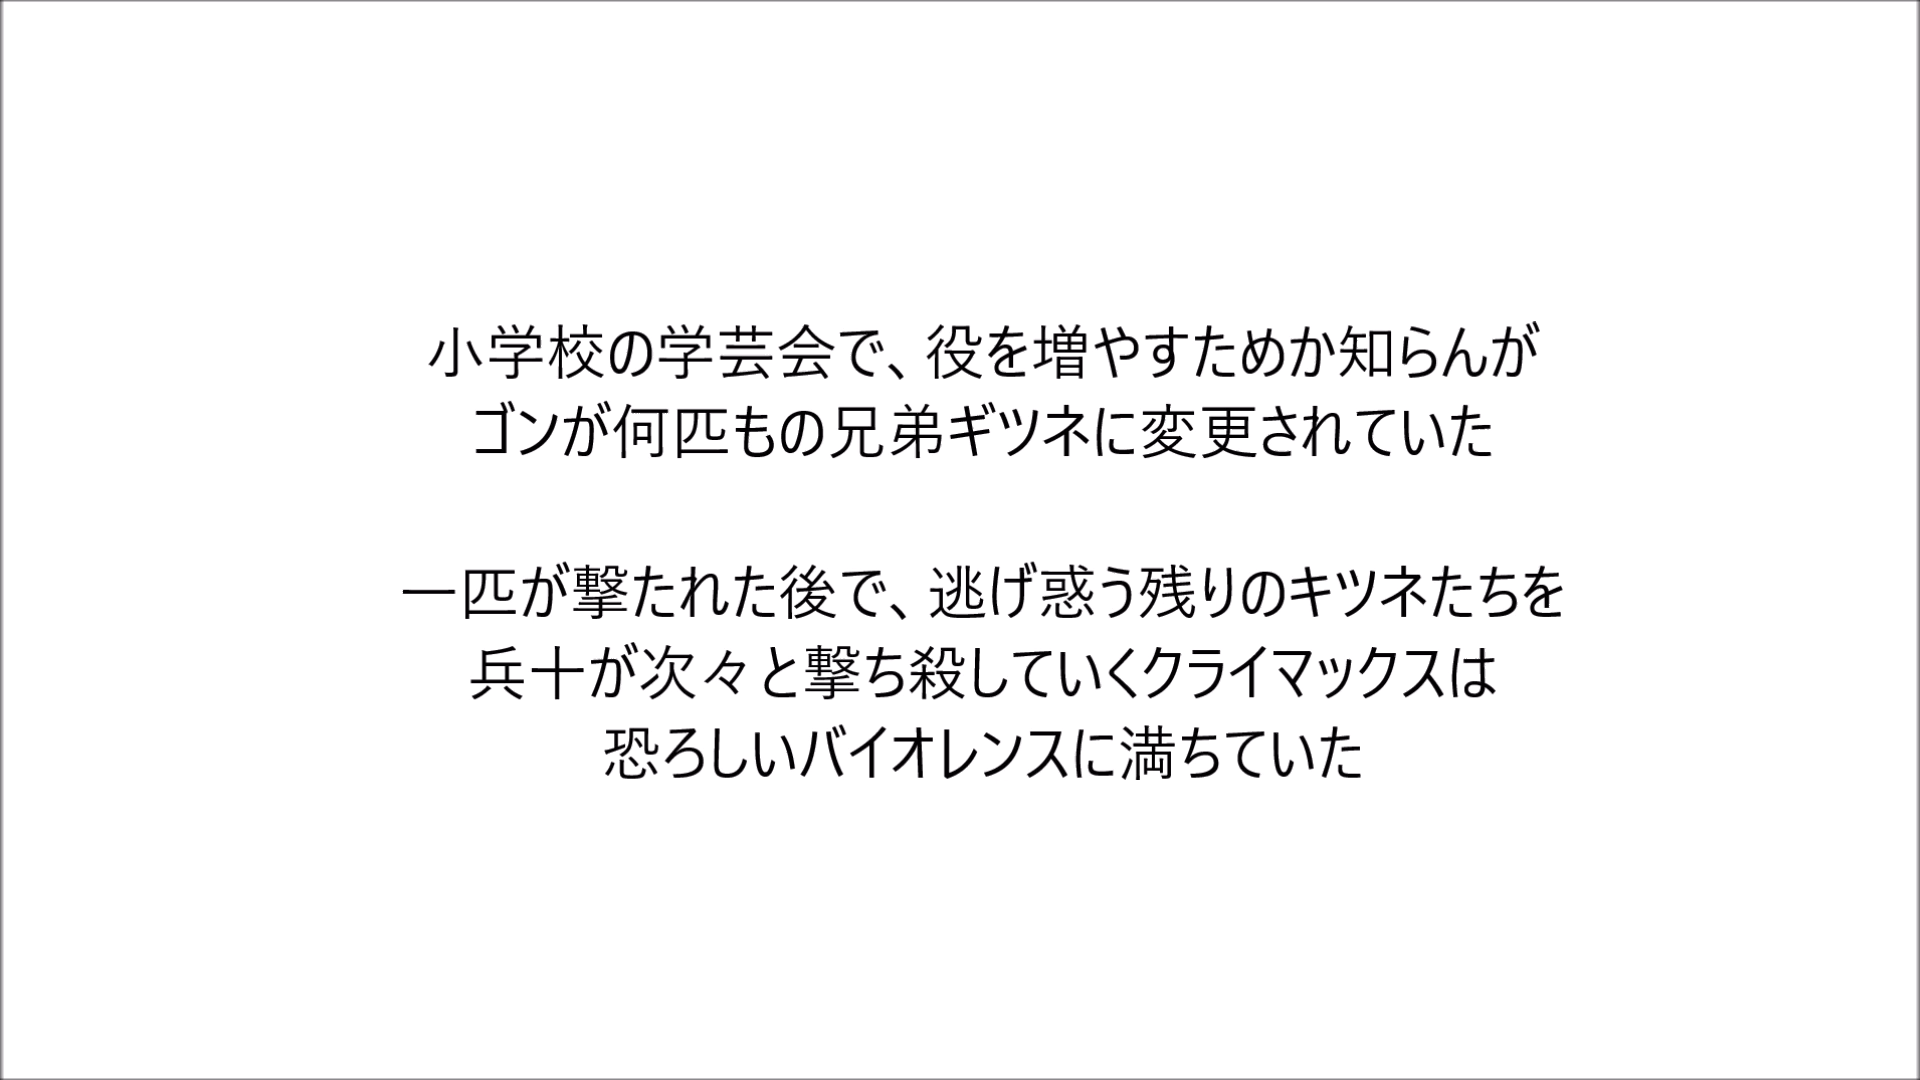 小学校の学芸会で、役を増やすためか知らんが
ゴンが何匹もの兄弟ギツネに変更されていた
一匹が撃たれた後で、逃げ惑う残りのキツネたちを
兵十が次々と撃ち殺していくクライマックスは
恐ろしいバイオレンスに満ちていた